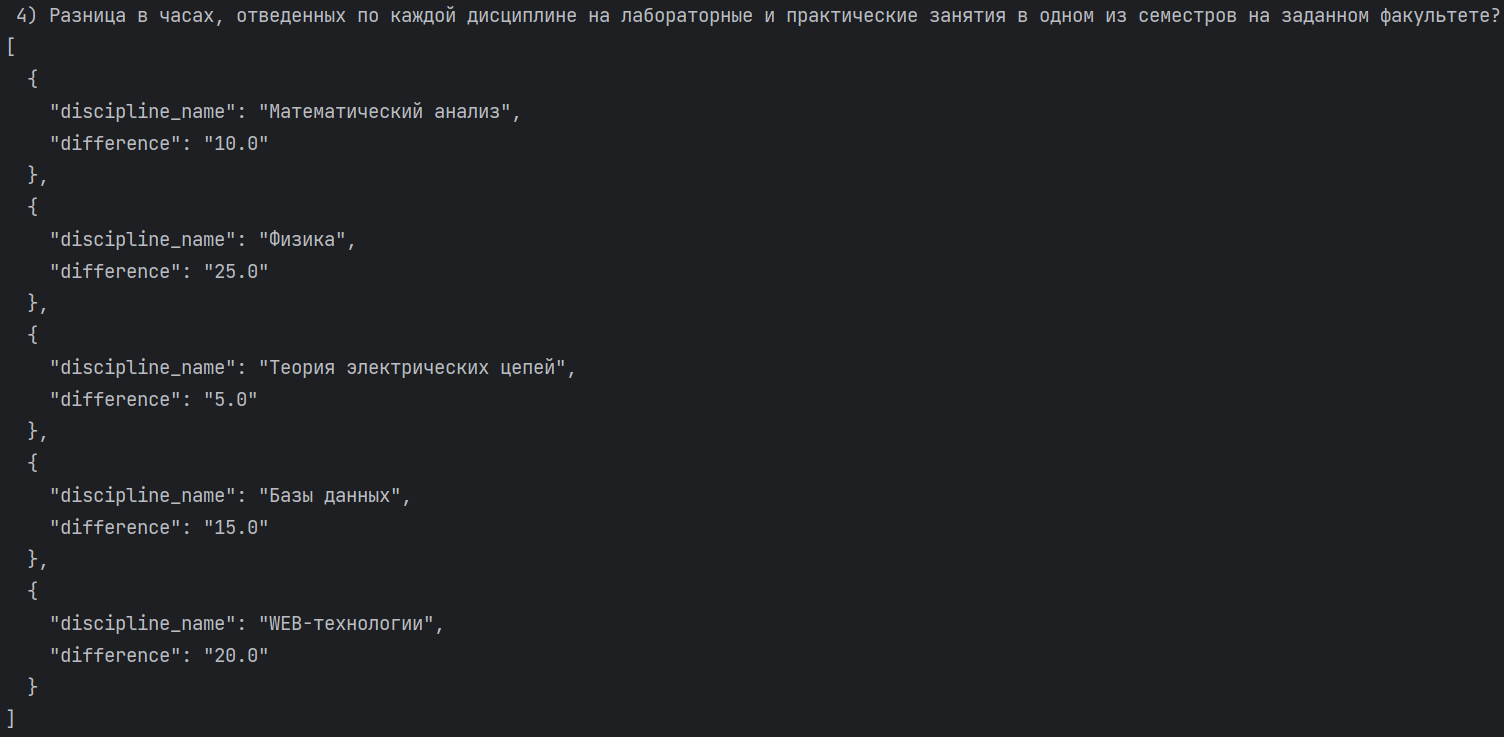 4) Разница в часах, отведенных по каждой дисциплине на лабораторные и практические занятия в одном из семестров на заданном факультете?
[
  {
    "discipline_name": "Математический анализ",
    "difference": "10.0"
  },
  {
    "discipline_name": "Физика",
    "difference": "25.0"
  },
  {
    "discipline_name": "Теория электрических цепей",
    "difference": "5.0"
  },
  {
    "discipline_name": "Базы данных",
    "difference": "15.0"
  },
  {
    "discipline_name": "WEB-технологии",
    "difference": "20.0"
  }
]